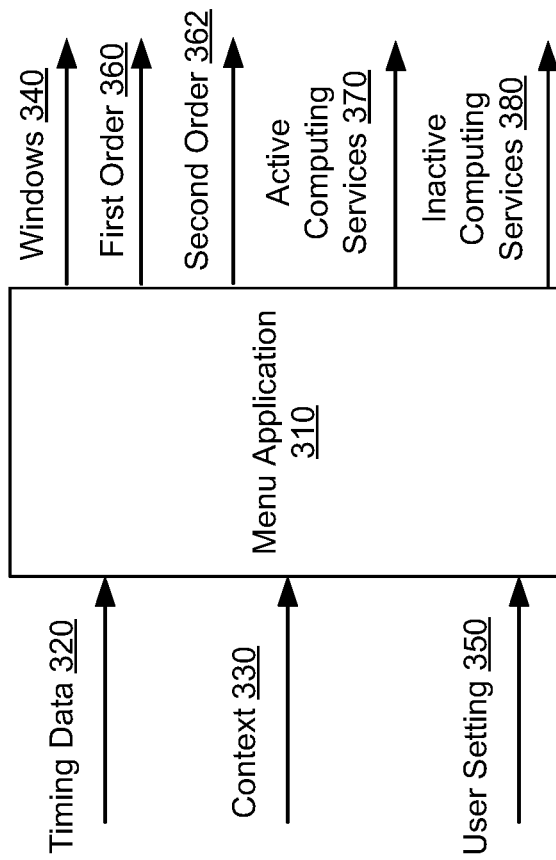 Timing Data 320
Context 330
User Setting 350
Menu Application
310
Windows 340
First Order 360
Second Order 362
Active
Computing
Services 370
Inactive
Computing
Services 380